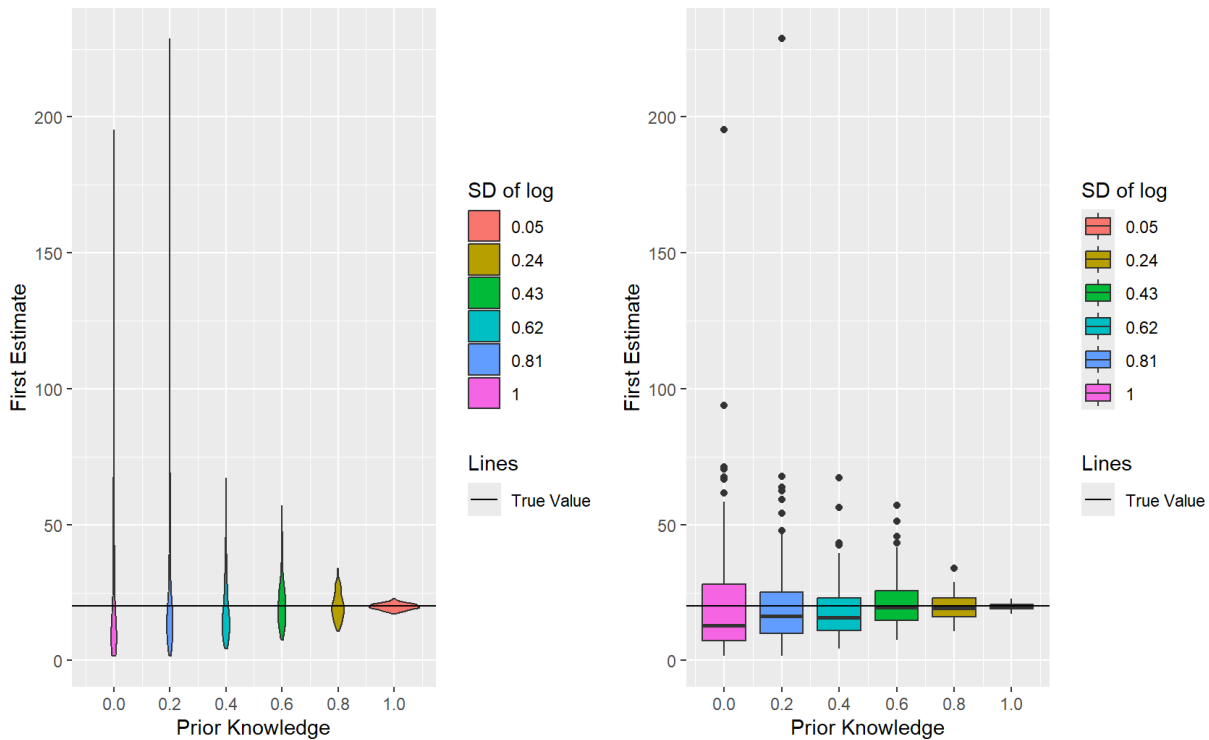 First Estimate
200
150
100
50
0
0.0 0.2 0.4 0.6 0.8 1.0
Prior Knowledge
SD of log
0.05
0.24
0.43
0.62
0.81
1
Lines
True Value
First Estimate
200
150
100
50
0
0.0 0.2 0.4 0.6 0.8 1.0
Prior Knowledge
SD of log
0.05
0.24
0.43
0.62
0.81
1
Lines
True Value